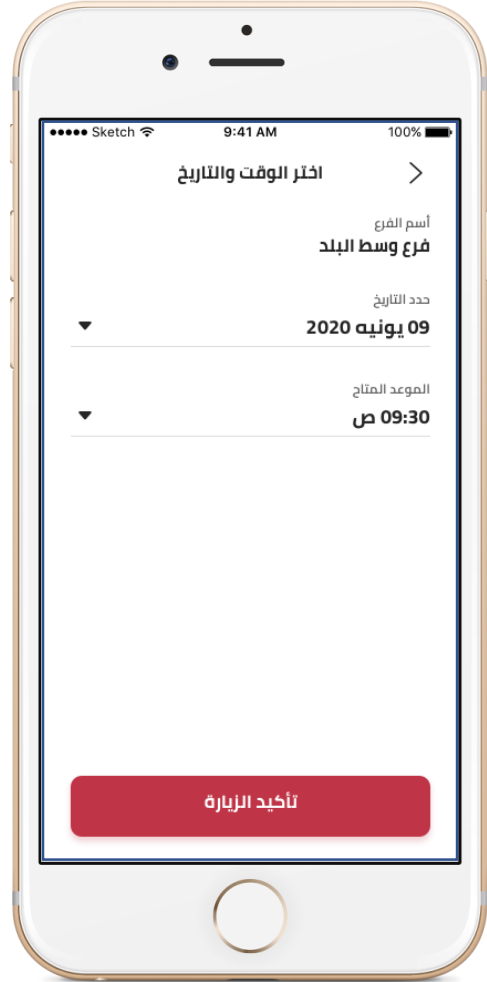 Sketch 9:41 AM 100%
اختر الوقت والتاريخ
أسم الفرع
فرع وسط البلد
حدد التاريخ
09 يونيه 2020
الموعد المتاح
09:30 ص
تأكيد الزيارة